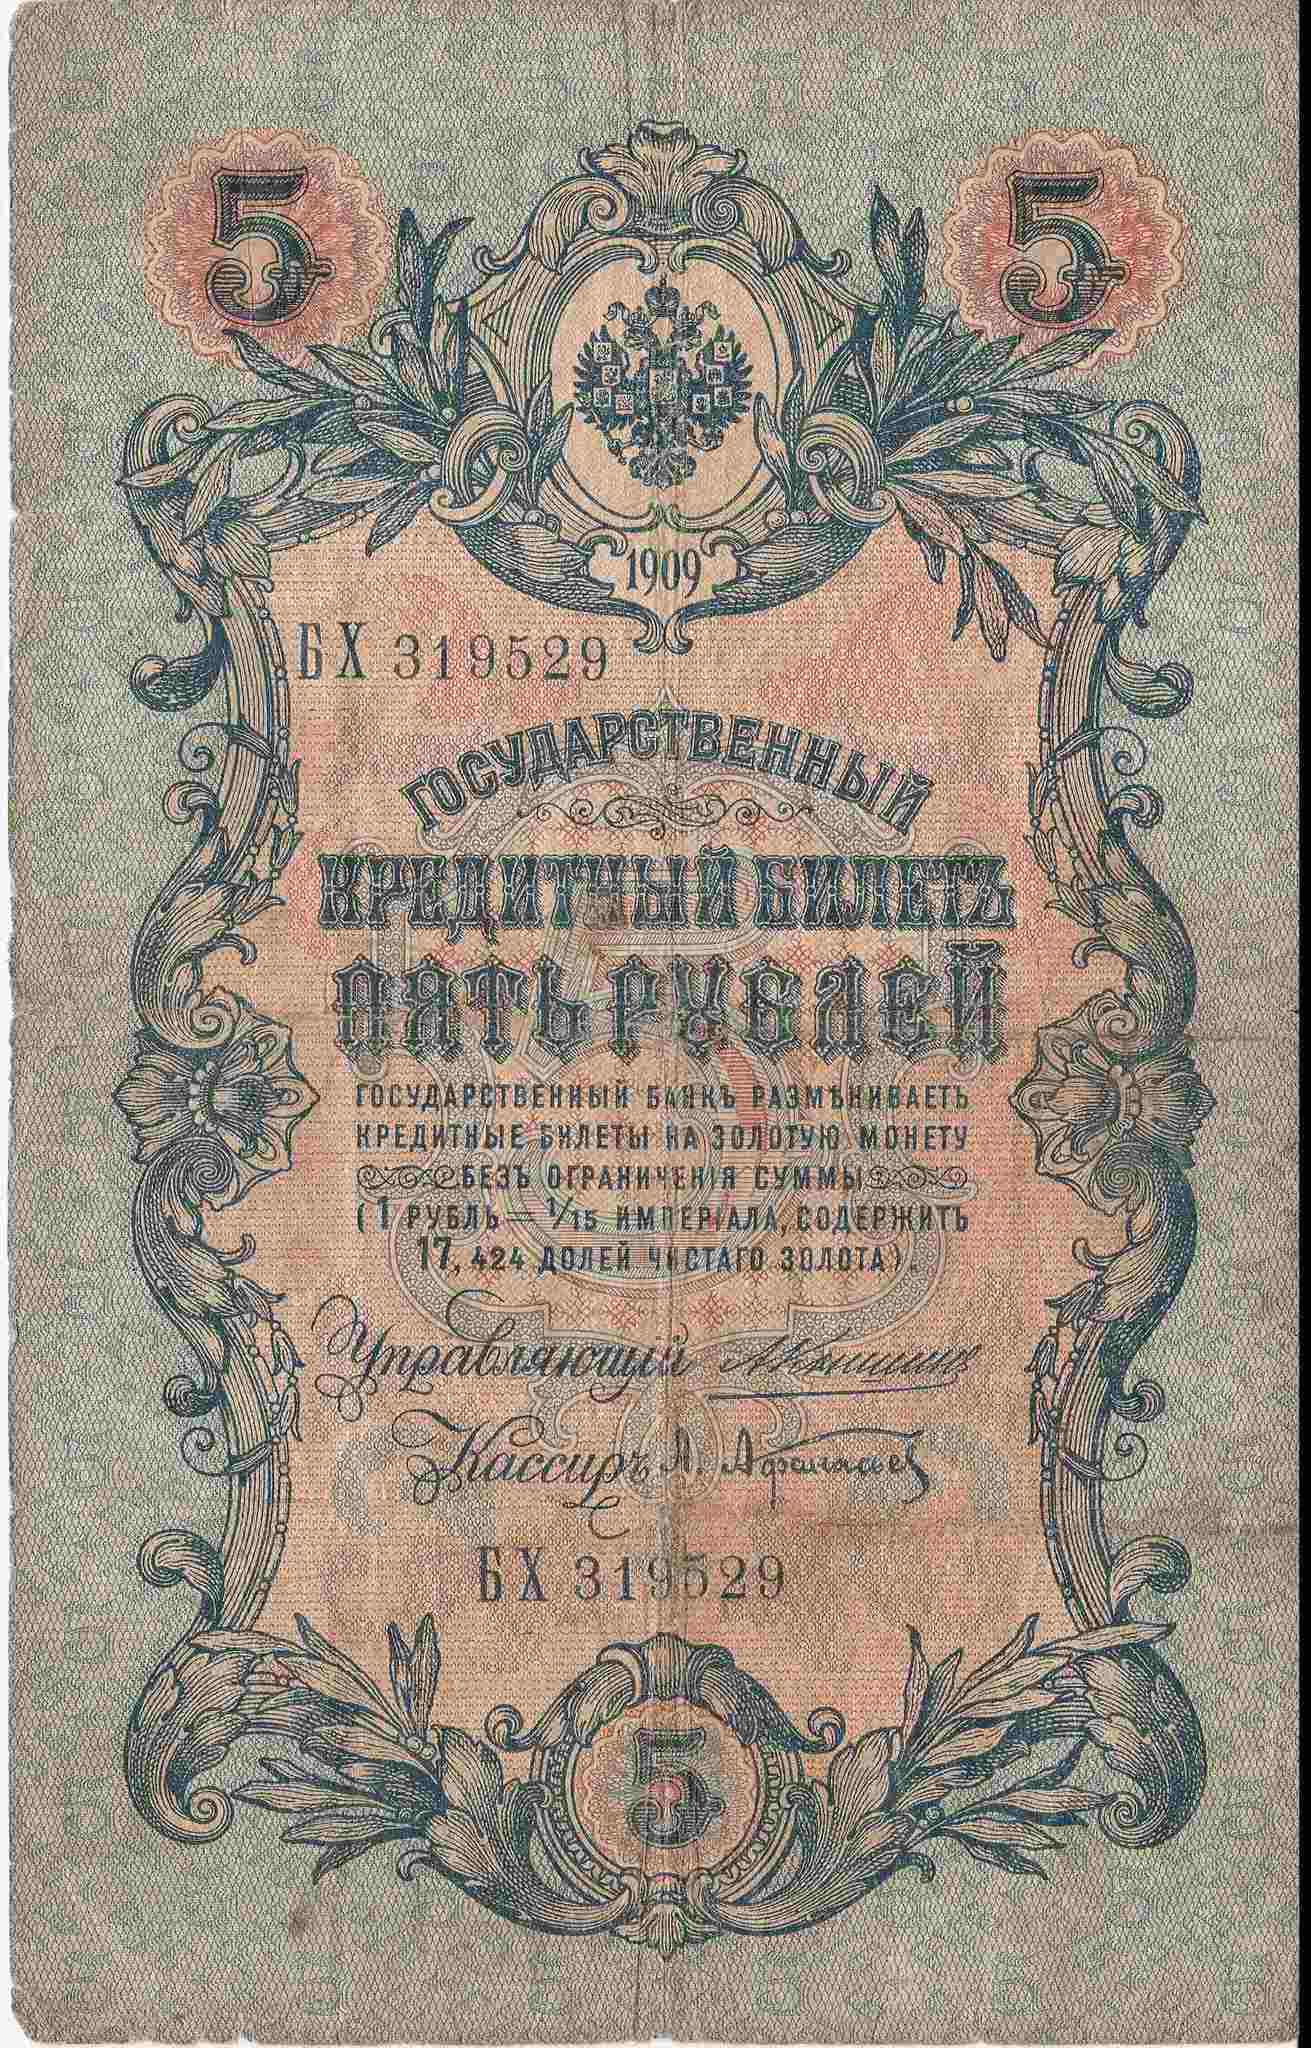 5 5
1909
БХ 319529
ГОСУДАРСТВЕННЫЙ
КРЕДИТНЫЙ БИЛЕТЪ
ПЯТЬ РУБЛЕЙ
ГОСУДАРСТВЕННЫЙ БАНКЪ РАЗМѢНИВАЕТЪ
КРЕДИТНЫЕ БИЛЕТЫ НА ЗОЛОТУЮ МОНЕТУ
БЕЗЪ ОГРАНИЧЕНІЯ СУММЫ
(1 РУБЛЬ = 1/15 ИМПЕРІАЛА, СОДЕРЖИТЪ
17, 424 ДОЛЕЙ ЧИСТАГО ЗОЛОТА).
Управляющій
Кассиръ А. Афанасьев
БХ 319529
5